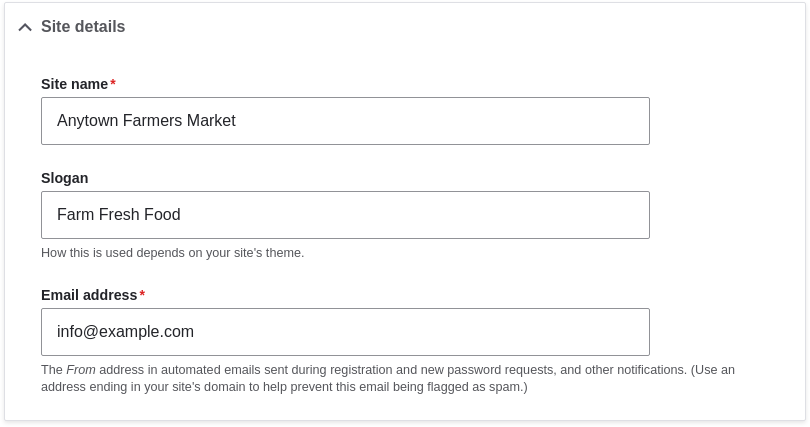 Site details
Site name*
Anytown Farmers Market
Slogan
Farm Fresh Food
How this is used depends on your site's theme.
Email address*
info@example.com
The From address in automated emails sent during registration and new password requests, and other notifications. (Use an
address ending in your site's domain to help prevent this email being flagged as spam.)